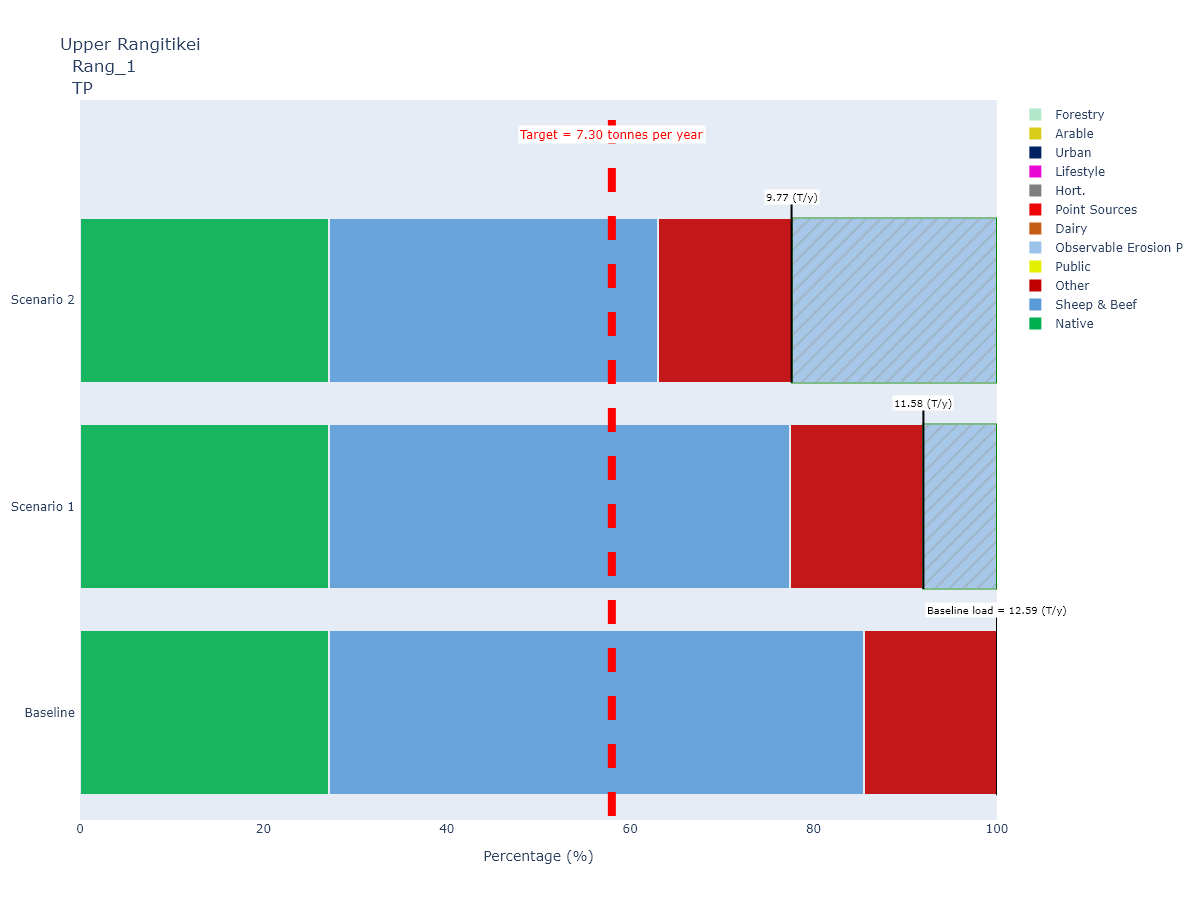 Upper Rangitikei
Rang_1
TP
Target = 7.30 tonnes per year
9.77 (T/y)
Scenario 2
11.58 (T/y)
Scenario 1
Baseline load = 12.59 (T/y)
Baseline
0 20 40 60 80 100
Percentage (%)
Forestry
Arable
Urban
Lifestyle
Hort.
Point Sources
Dairy
Observable Erosion P
Public
Other
Sheep & Beef
Native